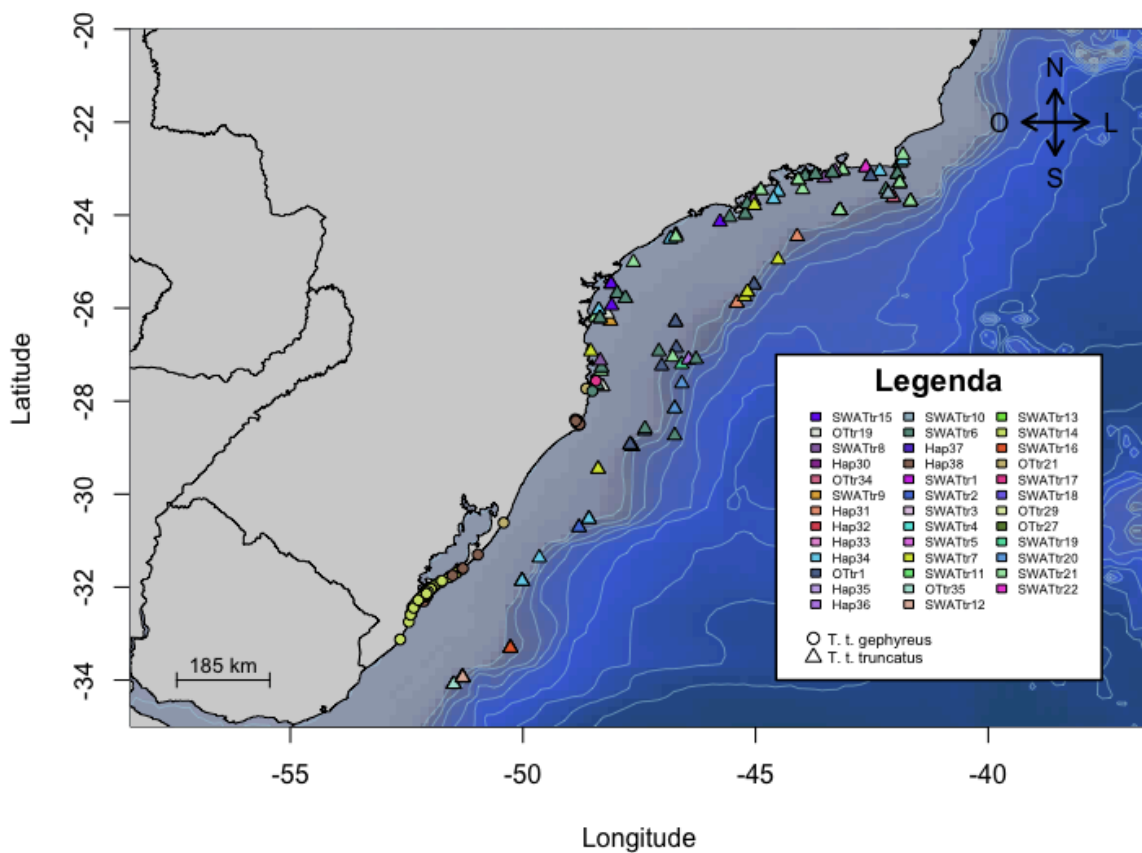 -20
-22
-24
-26
-28
-30
-32
-34
Latitude
N
O L
S
185 km
Legenda
SWATtr15 SWATtr10 SWATtr13
OTtr19 SWATtr6 SWATtr14
SWATtr8 Hap37 SWATtr16
Hap30 Hap38 OTtr21
OTtr34 SWATtr1 SWATtr17
SWATtr9 SWATtr2 SWATtr18
Hap31 SWATtr3 OTtr29
Hap32 SWATtr4 OTtr27
Hap33 SWATtr5 SWATtr19
Hap34 SWATtr7 SWATtr20
OTtr1 SWATtr11 SWATtr21
Hap35 OTtr35 SWATtr22
Hap36 SWATtr12
T. t. gephyreus
T. t. truncatus
-55 -50 -45 -40
Longitude